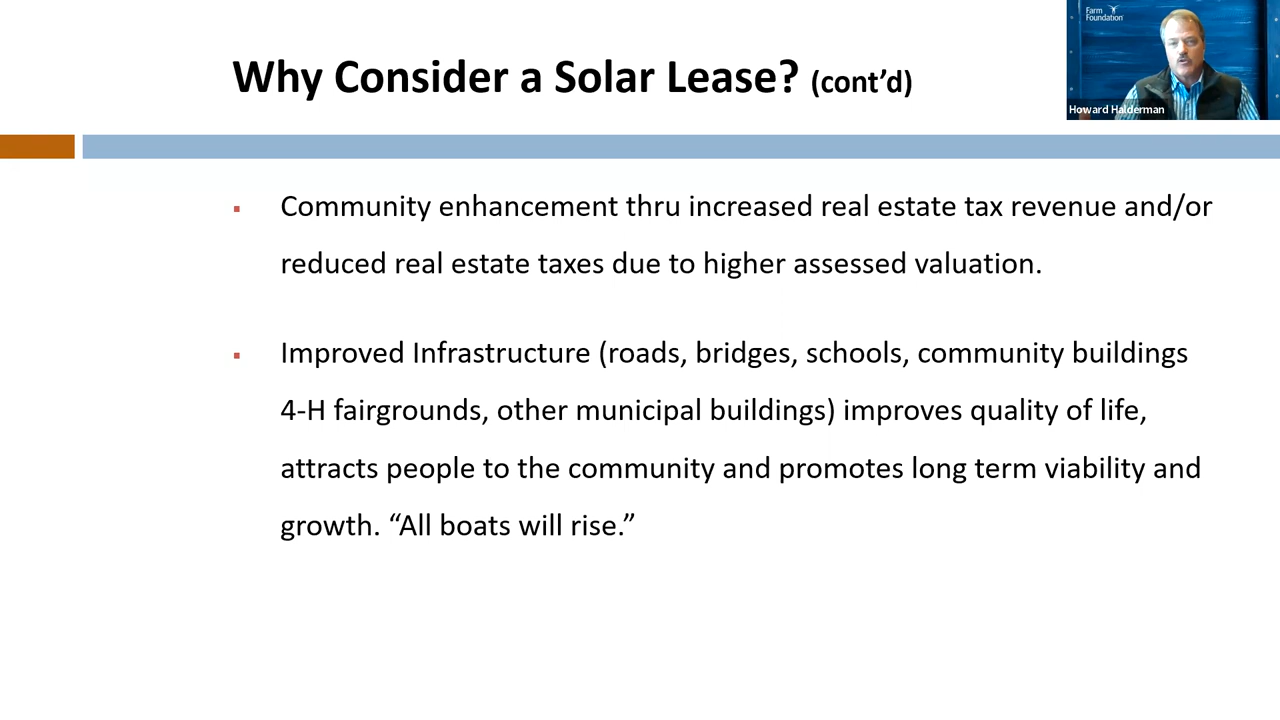 Why Consider a Solar Lease? (cont’d)
Farm
Foundation
Howard Halderman
▪ Community enhancement thru increased real estate tax revenue and/or
reduced real estate taxes due to higher assessed valuation.
▪ Improved Infrastructure (roads, bridges, schools, community buildings
4-H fairgrounds, other municipal buildings) improves quality of life,
attracts people to the community and promotes long term viability and
growth. “All boats will rise.”